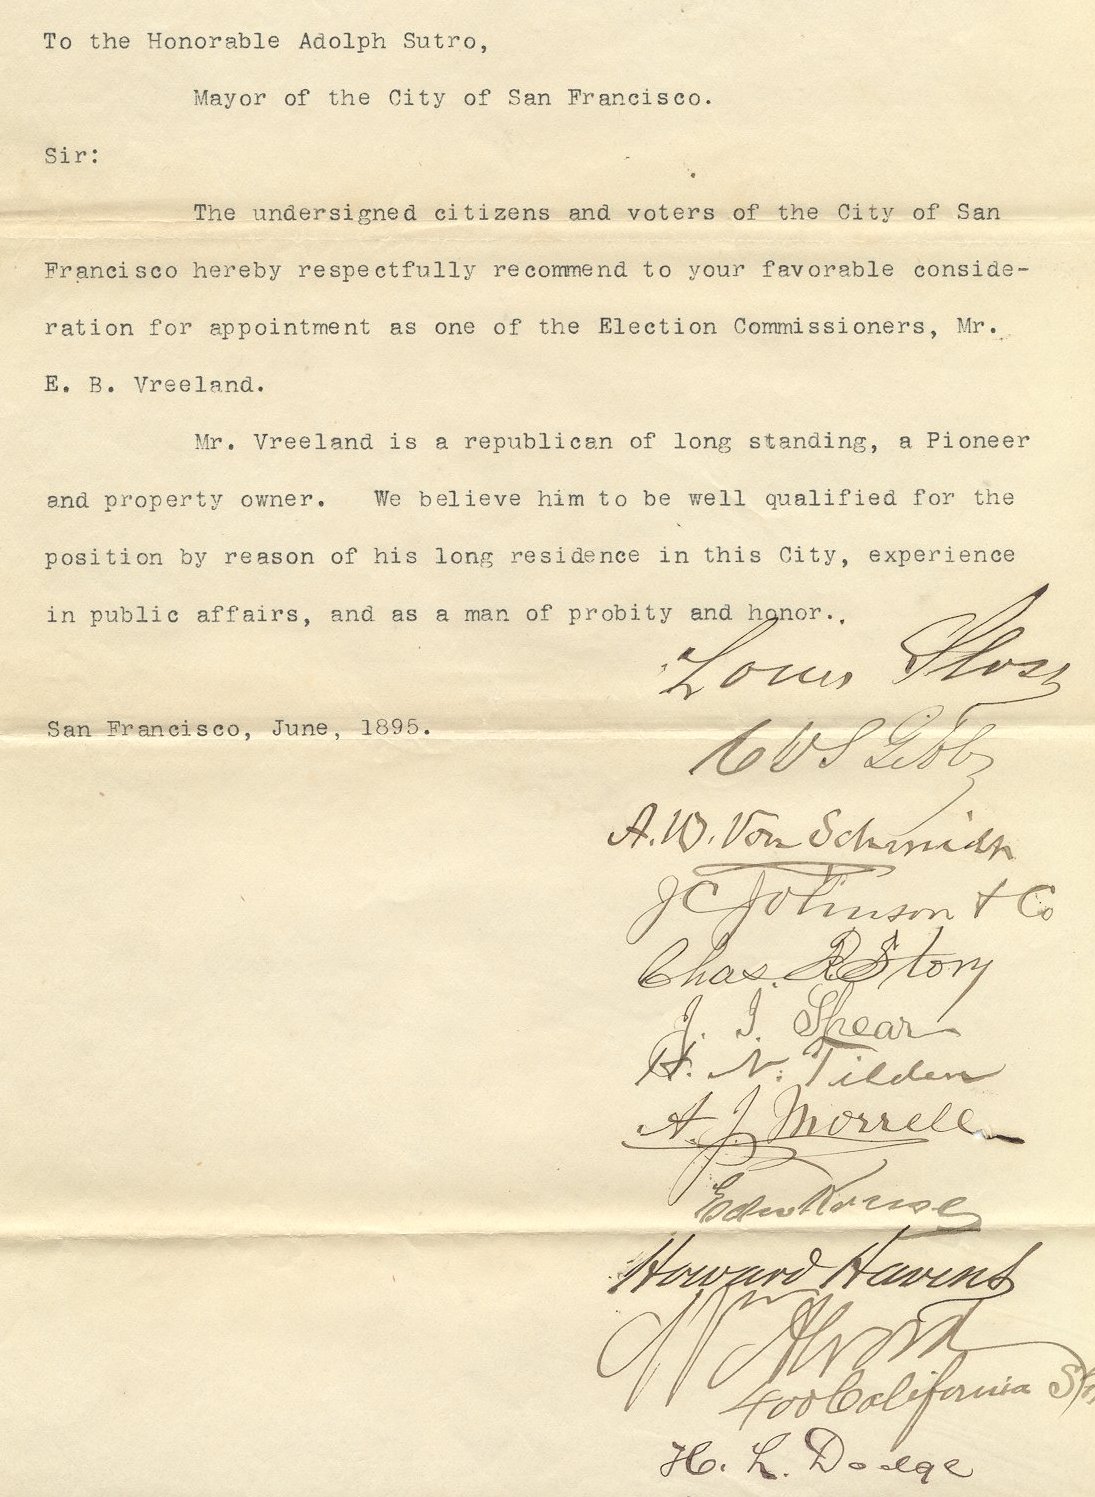 To the Honorable Adolph Sutro,
Mayor of the City of San Francisco.
Sir:
The undersigned citizens and voters of the City of San
Francisco hereby respectfully recommend to your favorable conside-
ration for appointment as one of the Election Commissioners, Mr.
E. B. Vreeland.
Mr. Vreeland is a republican of long standing, a Pioneer
and property owner. We believe him to be well qualified for the
position by reason of his long residence in this City, experience
in public affairs, and as a man of probity and honor.
Louis Sloss
San Francisco, June, 1895.
C W S Gibbs
A. W. Von Schmidt
J C Johnson & Co
Chas. R Story
J. I. Spear
H. N. Tilden
A. J. Morrell
Edw Kruse
Howard Havens
Wm Alvord
400 California St
H. L. Dodge